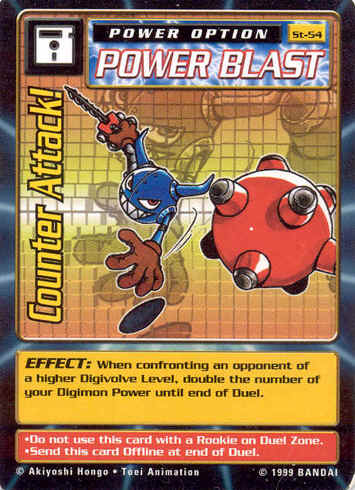 POWER OPTION
St-54
POWER BLAST
Counter Attack!
EFFECT: When confronting an opponent of
a higher Digivolve Level, double the number of
your Digimon Power until end of Duel.
•Do not use this card with a Rookie on Duel Zone.
•Send this card Offline at end of Duel.
© Akiyoshi Hongo • Toei Animation
© 1999 BANDAI